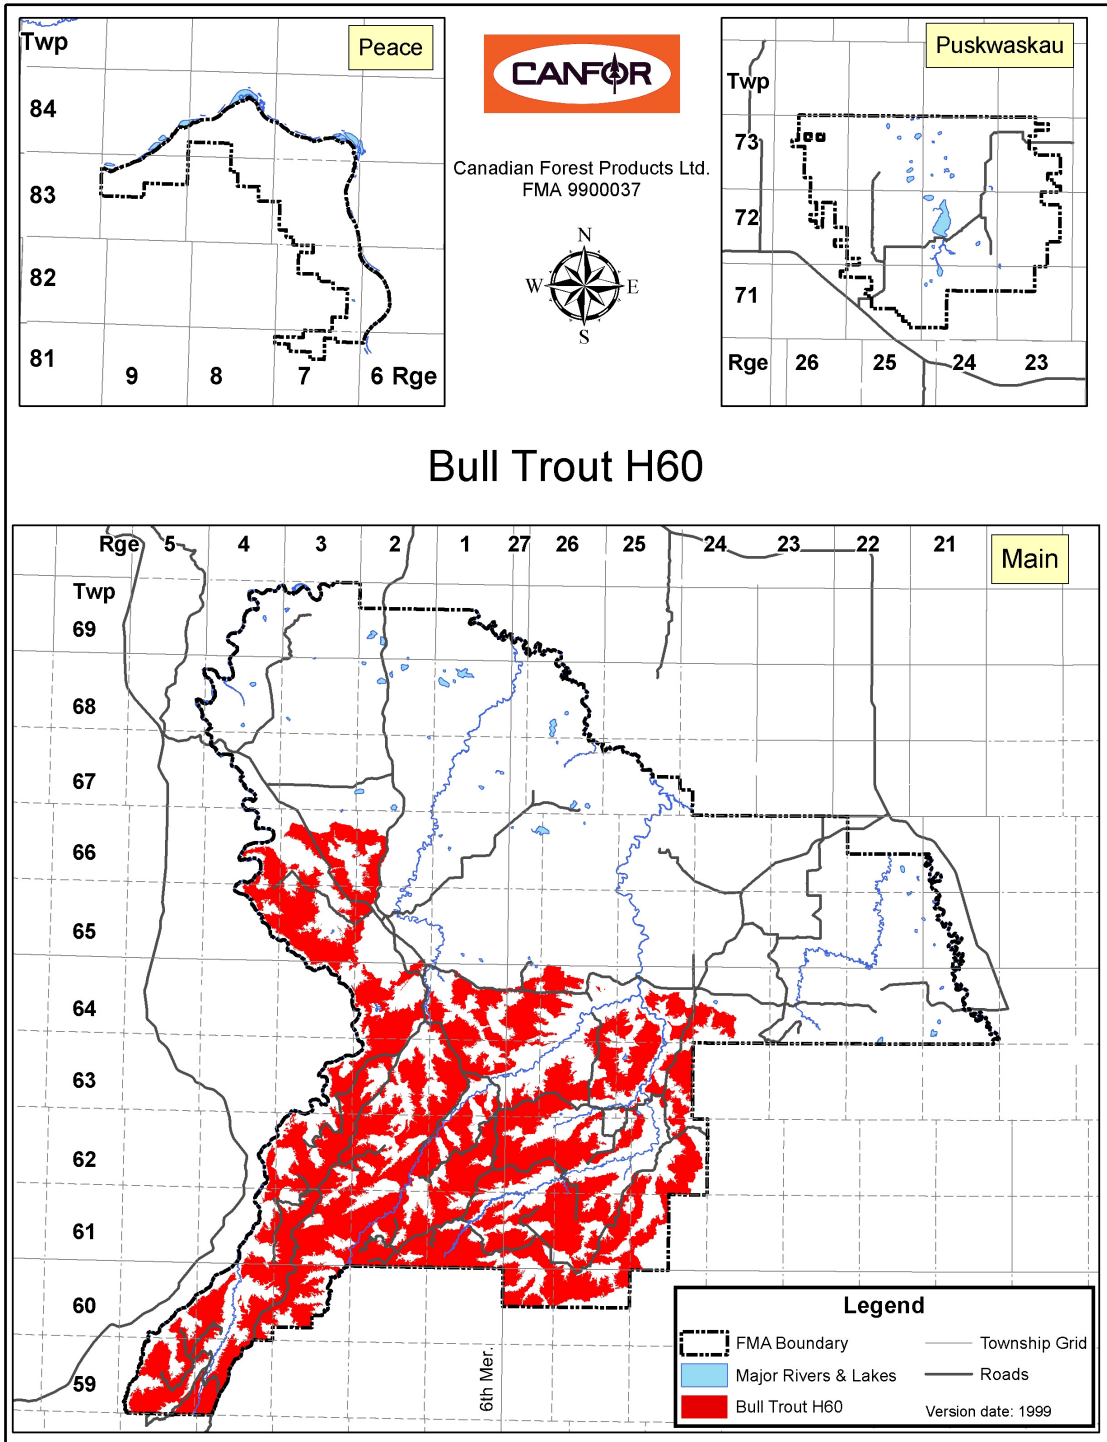 Twp
Peace
84
83
82
81
9 8 7 6 Rge
CANFOR
Canadian Forest Products Ltd.
FMA 9900037
N
W E
S
Puskwaskau
Twp
73
72
71
Rge 26 25 24 23
Bull Trout H60
Rge 5 4 3 2 1 27 26 25 24 23 22 21
Main
Twp
69
68
67
66
65
64
63
62
61
60
59
6th Mer.
Legend
FMA Boundary
Township Grid
Major Rivers & Lakes
Roads
Bull Trout H60
Version date: 1999